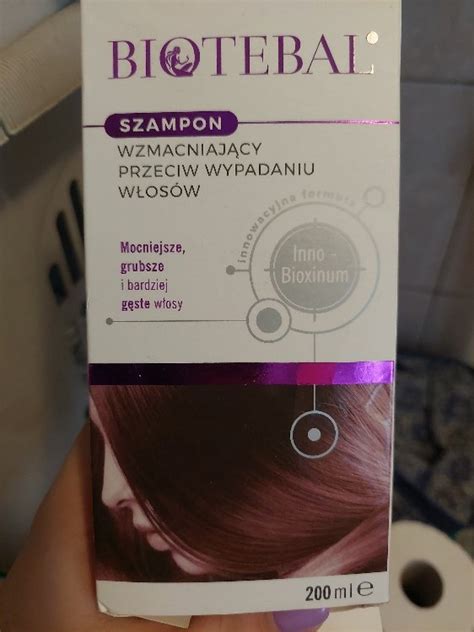 BIOTEBAL
SZAMPON
WZMACNIAJĄCY
PRZECIW WYPADANIU
WŁOSÓW
innowacyjna formuła
Mocniejsze,
grubsze
i bardziej
gęste włosy
Inno -
Bioxinum
200 ml e